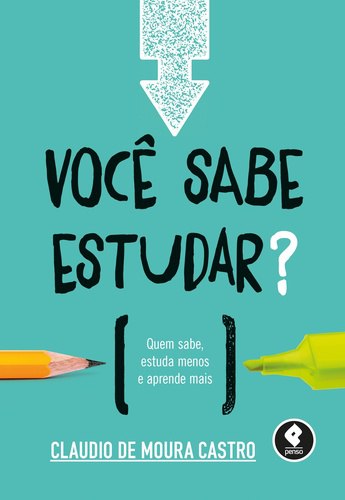 VOCÊ SABE
ESTUDAR?
Quem sabe,
estuda menos
e aprende mais
CLAUDIO DE MOURA CASTRO
penso